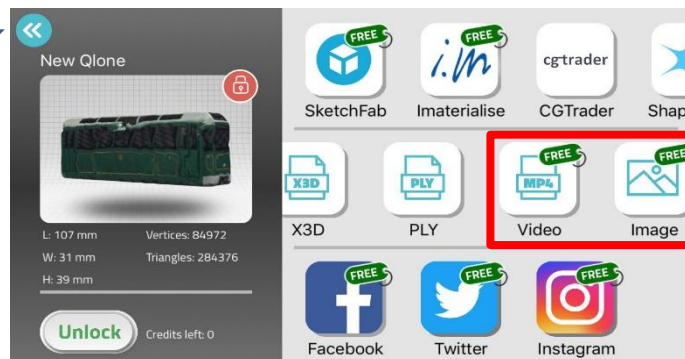 New Qlone
L: 107 mm Vertices: 84972
W: 31 mm Triangles: 284376
H: 39 mm
Unlock Credits left: 0
FREE FREE
i.m cgtrader
SketchFab Imaterialise CGTrader Shap
FREE FREE
X3D PLY MP4
X3D PLY Video Image
FREE FREE FREE
Facebook Twitter Instagram